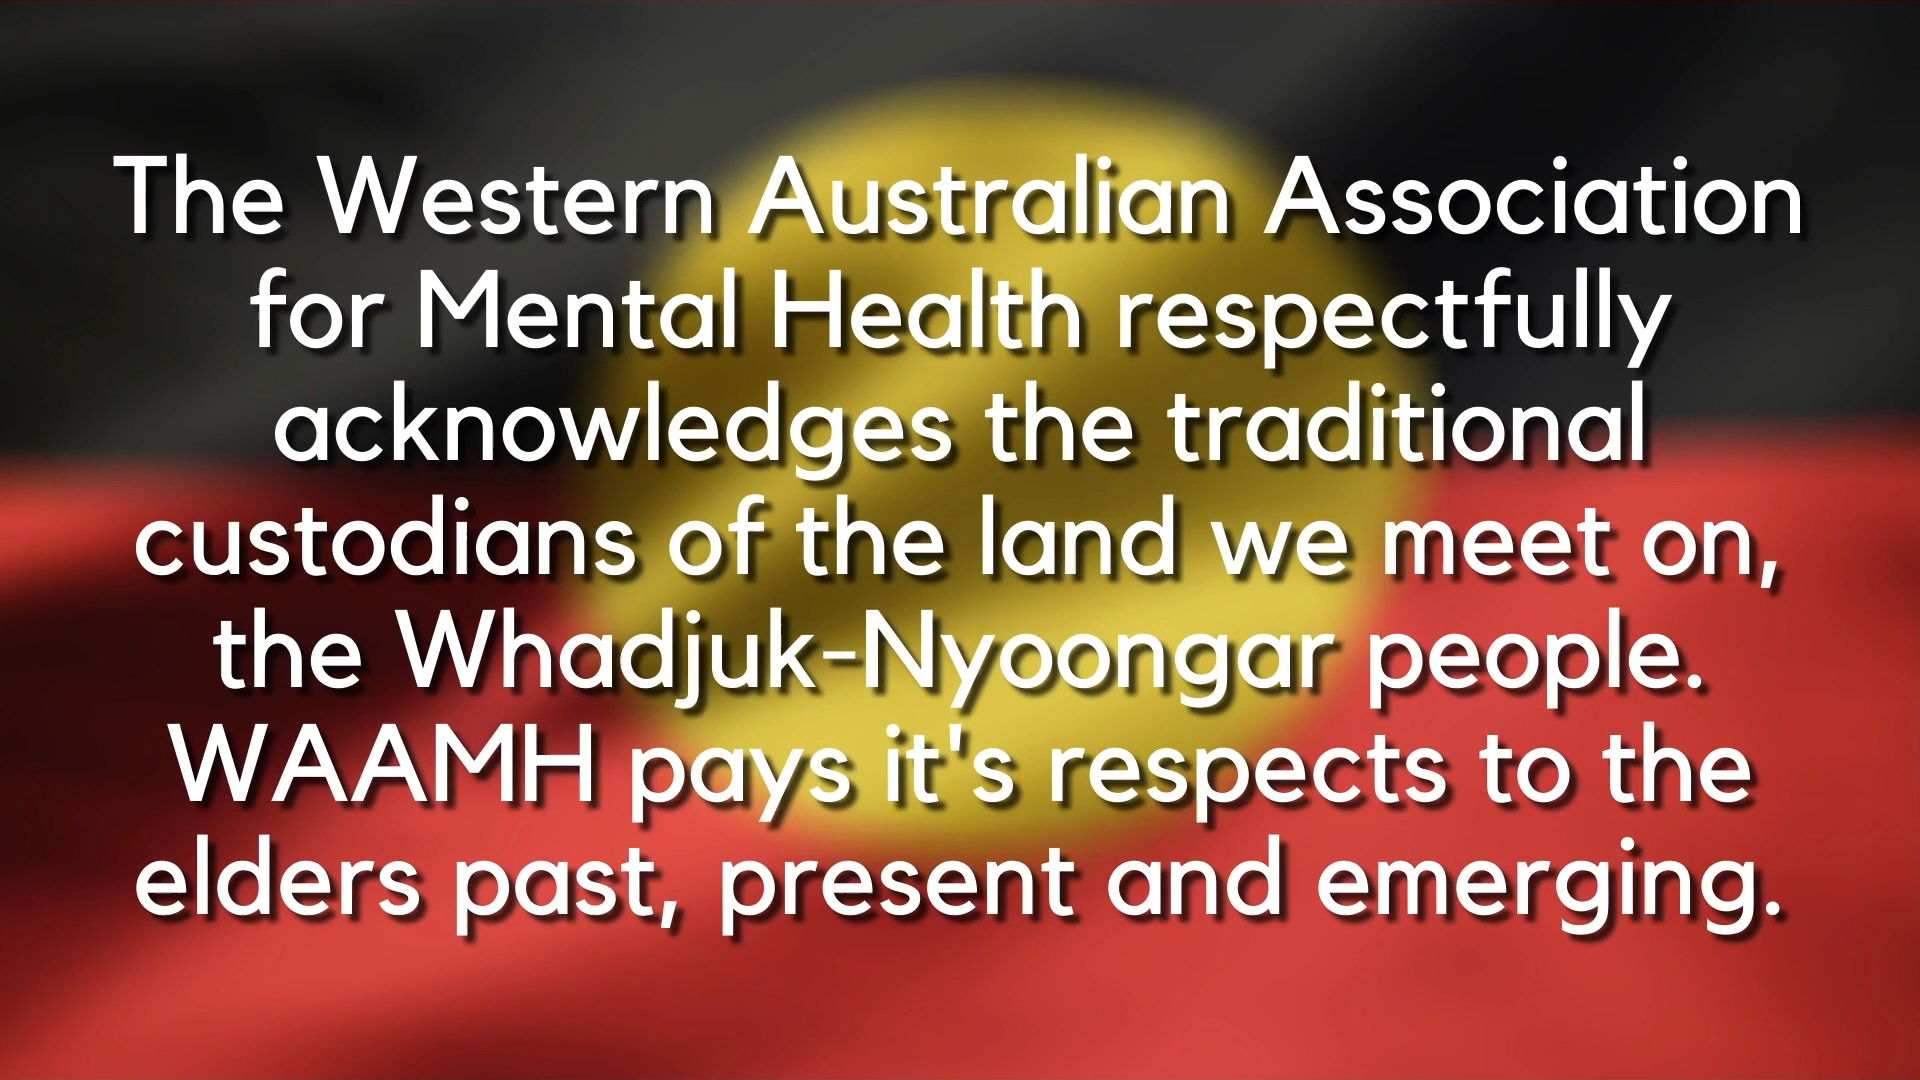 The Western Australian Association
for Mental Health respectfully
acknowledges the traditional
custodians of the land we meet on,
the Whadjuk-Nyoongar people.
WAAMH pays it's respects to the
elders past, present and emerging.